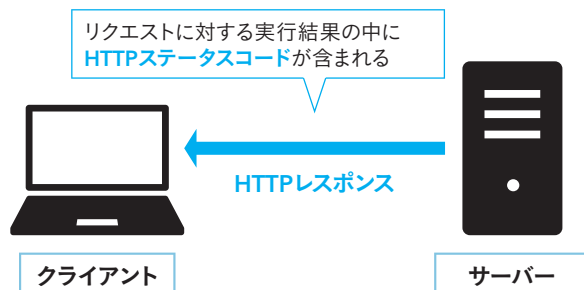 リクエストに対する実行結果の中に
HTTPステータスコードが含まれる
HTTPレスポンス
クライアント
サーバー